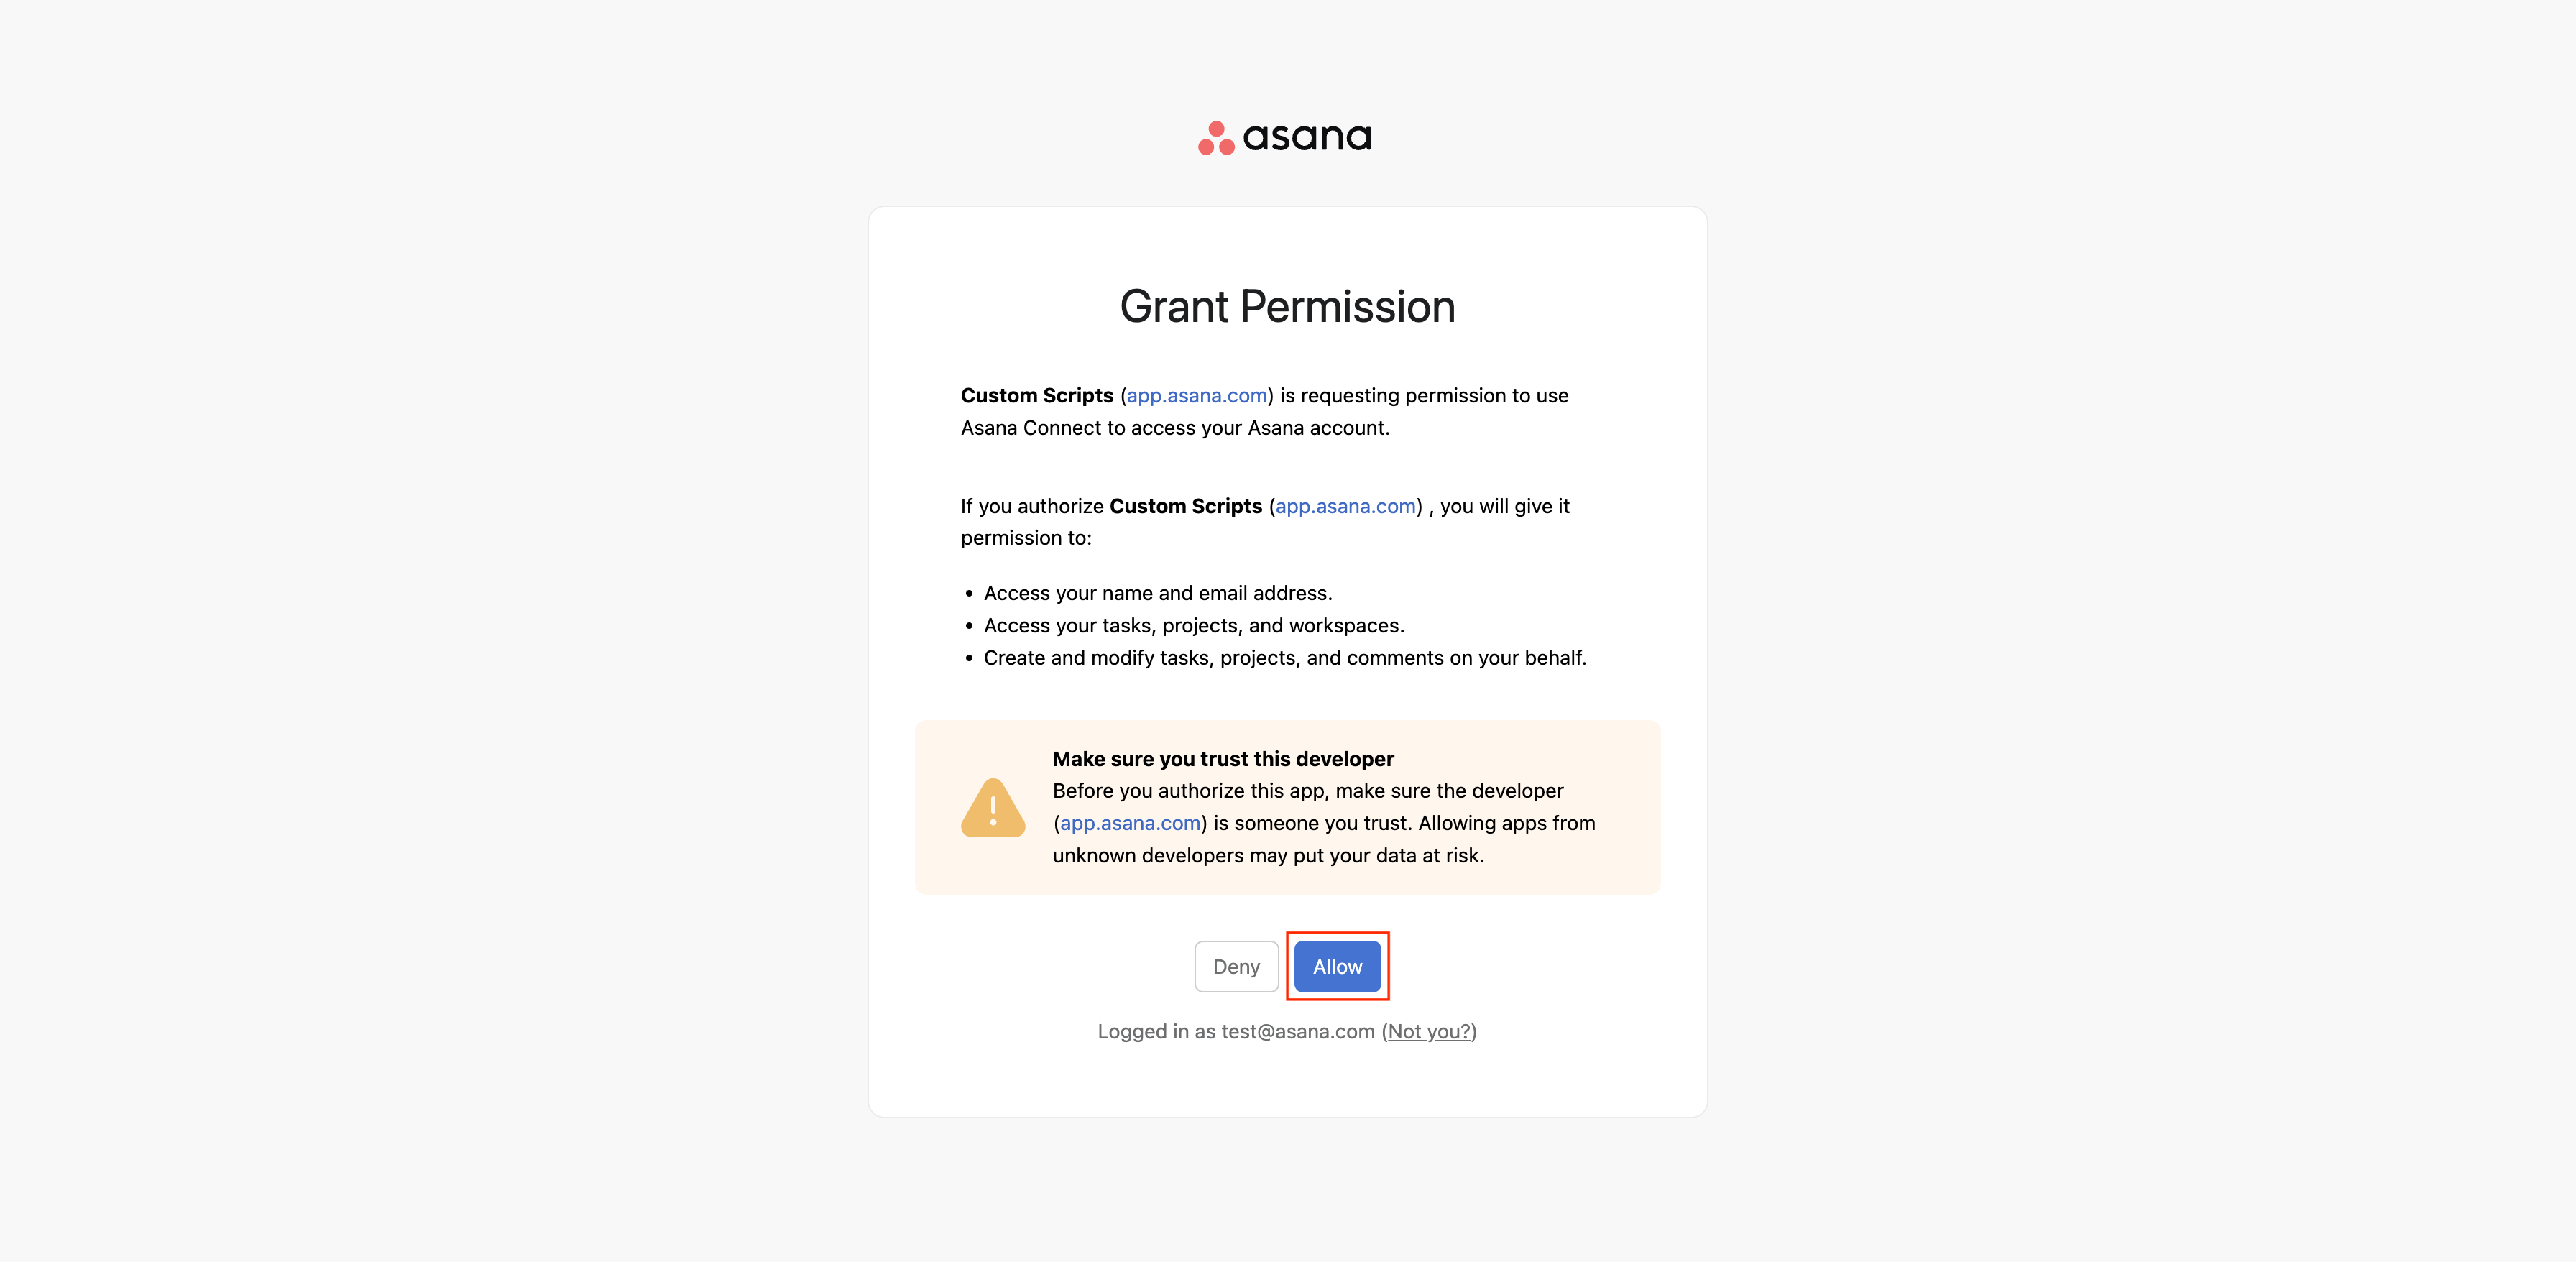 asana
Grant Permission
Custom Scripts (app.asana.com) is requesting permission to use
Asana Connect to access your Asana account.
If you authorize Custom Scripts (app.asana.com) , you will give it
permission to:
• Access your name and email address.
• Access your tasks, projects, and workspaces.
• Create and modify tasks, projects, and comments on your behalf.
Make sure you trust this developer
Before you authorize this app, make sure the developer
(app.asana.com) is someone you trust. Allowing apps from
unknown developers may put your data at risk.
Deny Allow
Logged in as test@asana.com (Not you?)